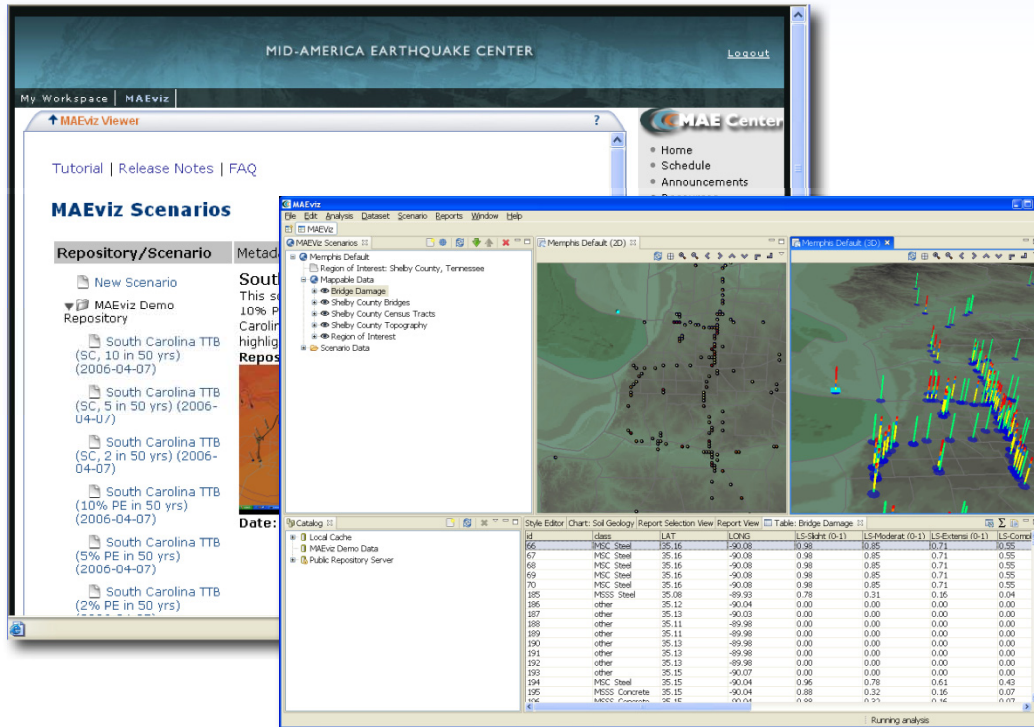 MID-AMERICA EARTHQUAKE CENTER
Logout
My Workspace MAEviz
MAEviz Viewer ?
MAE Center
Home
Schedule
Announcements
Tutorial | Release Notes | FAQ
MAEviz Scenarios
Repository/Scenario Metad
New Scenario
MAEviz Demo
Repository
South Carolina TTB
(SC, 10 in 50 yrs)
(2006-04-07)
South Carolina TTB
(SC, 5 in 50 yrs) (2006-
04-07)
South Carolina TTB
(SC, 2 in 50 yrs) (2006-
04-07)
South Carolina TTB
(10% PE in 50 yrs)
(2006-04-07)
South Carolina TTB
(5% PE in 50 yrs)
(2006-04-07)
South Carolina TTB
(2% PE in 50 yrs)
Sout
This s
10% P
Carolin
highlig
Repos
Date:
MAEviz
File Edit Analysis Dataset Scenario Reports Window Help
MAEViz
MAEViz Scenarios
Memphis Default
Region of Interest: Shelby County, Tennessee
Mappable Data
Bridge Damage
Shelby County Bridges
Shelby County Census Tracts
Shelby County Topography
Region of Interest
Scenario Data
Memphis Default (2D)
Memphis Default (3D)
Catalog
Local Cache
MAEviz Demo Data
Public Repository Server
Style Editor Chart: Soil Geology Report Selection View Report View Table: Bridge Damage
id class LAT LONG LS-Slight (0-1) LS-Moderat (0-1) LS-Extensi (0-1) LS-Compl
66 MSC_Steel 35.16 -90.08 0.98 0.85 0.71 0.55
67 MSC_Steel 35.16 -90.08 0.98 0.85 0.71 0.55
68 MSC_Steel 35.16 -90.08 0.98 0.85 0.71 0.55
69 MSC_Steel 35.16 -90.08 0.98 0.85 0.71 0.55
70 MSC_Steel 35.16 -90.08 0.98 0.85 0.71 0.55
185 MSSS_Steel 35.08 -89.93 0.78 0.31 0.16 0.04
186 other 35.12 -90.04 0.00 0.00 0.00 0.00
187 other 35.13 -90.03 0.00 0.00 0.00 0.00
188 other 35.11 -89.98 0.00 0.00 0.00 0.00
189 other 35.11 -89.98 0.00 0.00 0.00 0.00
190 other 35.13 -89.98 0.00 0.00 0.00 0.00
191 other 35.13 -89.98 0.00 0.00 0.00 0.00
192 other 35.13 -89.98 0.00 0.00 0.00 0.00
193 other 35.15 -90.07 0.00 0.00 0.00 0.00
194 MSC_Steel 35.15 -90.04 0.96 0.78 0.61 0.43
195 MSSS_Concrete 35.15 -90.04 0.88 0.32 0.16 0.07
Running analysis